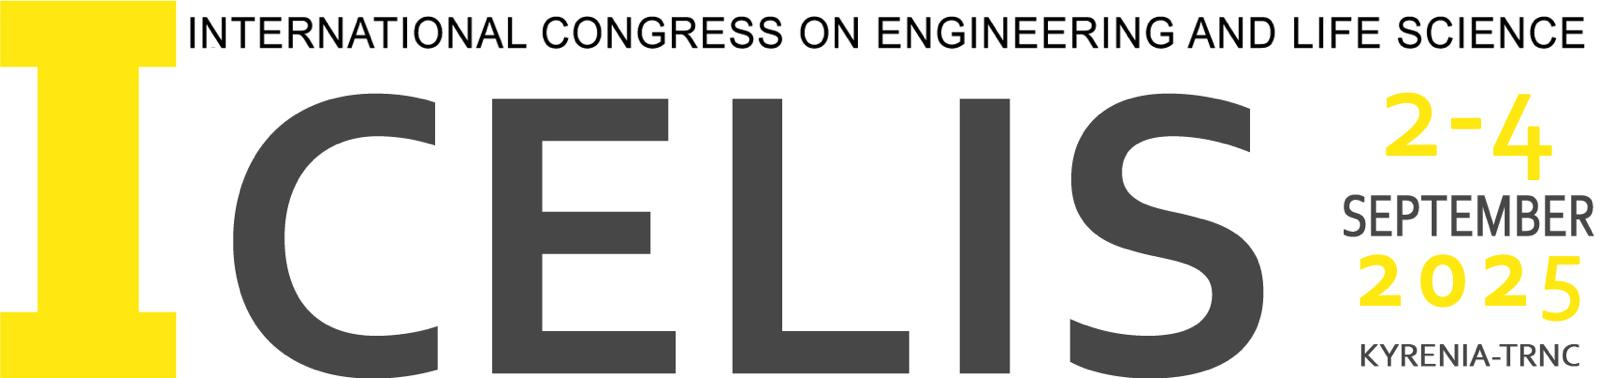 INTERNATIONAL CONGRESS ON ENGINEERING AND LIFE SCIENCE
ICELIS
2-4
SEPTEMBER
2025
KYRENIA-TRNC